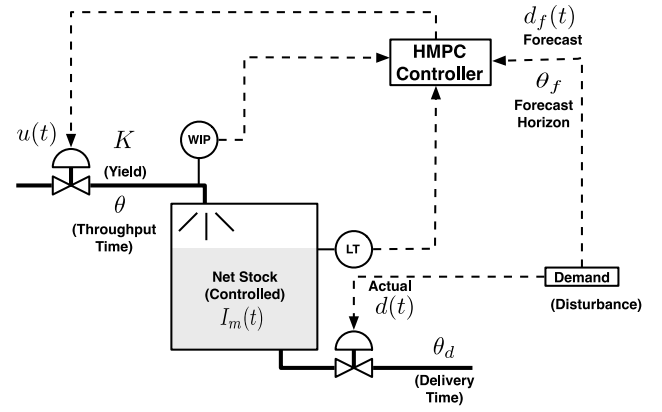 d_f(t)
Forecast
HMPC
Controller
θ_f
Forecast
Horizon
u(t)
K
(Yield)
WIP
θ
(Throughput
Time)
LT
Net Stock
(Controlled)
I_m(t)
Actual
d(t)
Demand
(Disturbance)
θ_d
(Delivery
Time)